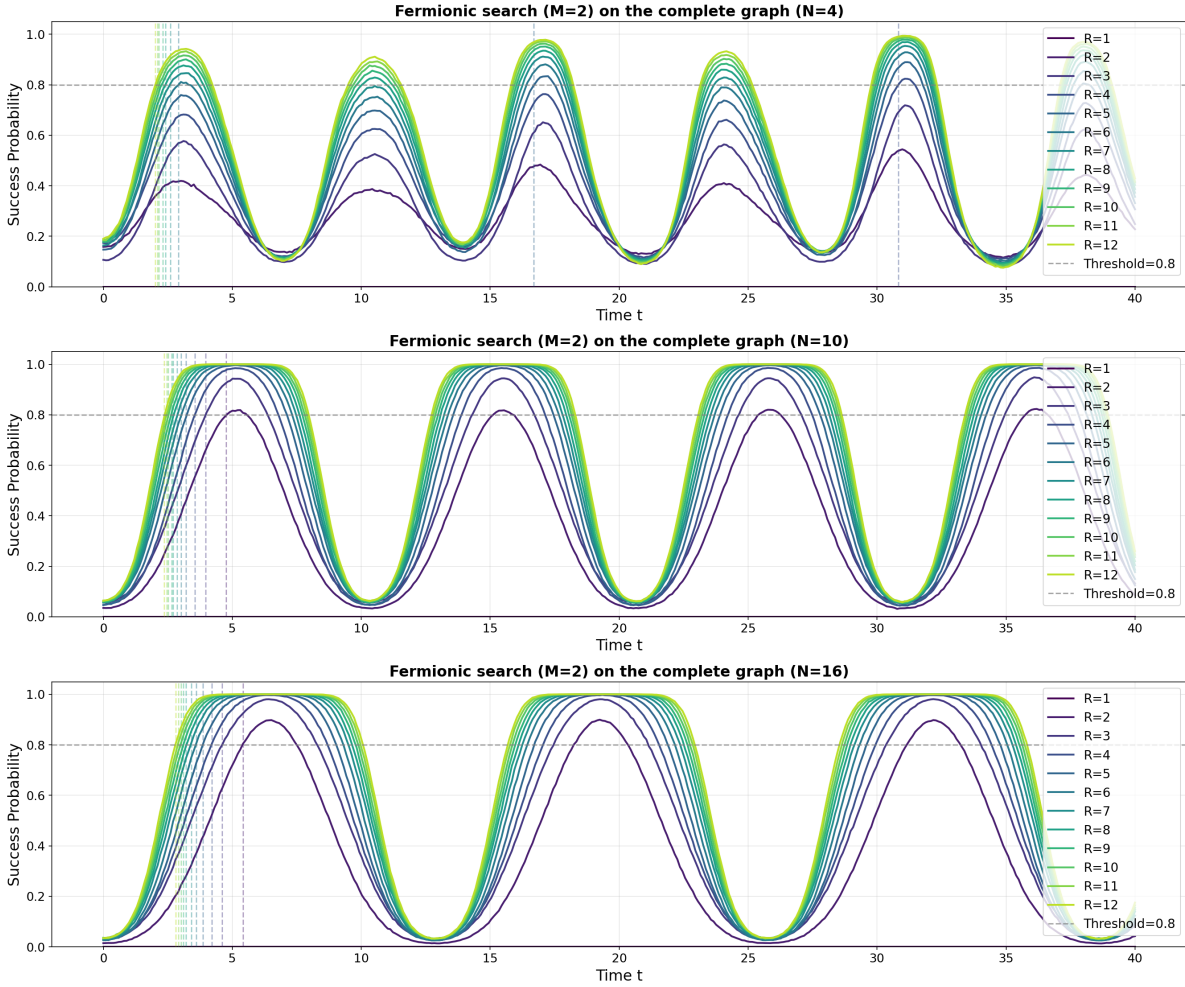 Fermionic search (M=2) on the complete graph (N=4)
Success Probability
1.0
0.8
0.6
0.4
0.2
0.0
0 5 10 15 20 25 30 35 40
Time t
R=1
R=2
R=3
R=4
R=5
R=6
R=7
R=8
R=9
R=10
R=11
R=12
Threshold=0.8
Fermionic search (M=2) on the complete graph (N=10)
Success Probability
1.0
0.8
0.6
0.4
0.2
0.0
0 5 10 15 20 25 30 35 40
Time t
R=1
R=2
R=3
R=4
R=5
R=6
R=7
R=8
R=9
R=10
R=11
R=12
Threshold=0.8
Fermionic search (M=2) on the complete graph (N=16)
Success Probability
1.0
0.8
0.6
0.4
0.2
0.0
0 5 10 15 20 25 30 35 40
Time t
R=1
R=2
R=3
R=4
R=5
R=6
R=7
R=8
R=9
R=10
R=11
R=12
Threshold=0.8